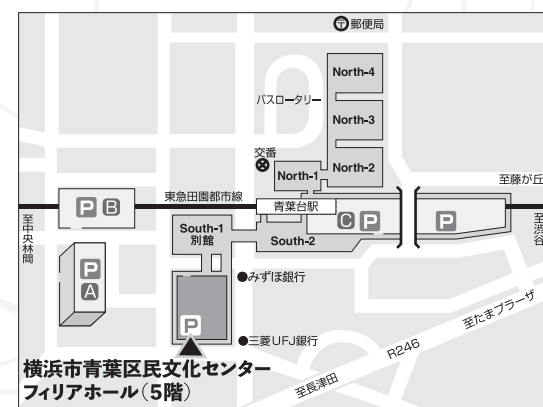 〒郵便局
North-4
バスロータリー
North-3
交番
North-2
North-1
至藤が丘
東急田園都市線
青葉台駅
P B
C P
P
至中央林間
至渋谷
South-1
別館
South-2
P
A
●みずほ銀行
P
●三菱UFJ銀行
至たまプラーザ
R246
至長津田
横浜市青葉区民文化センター
フィリアホール(5階)